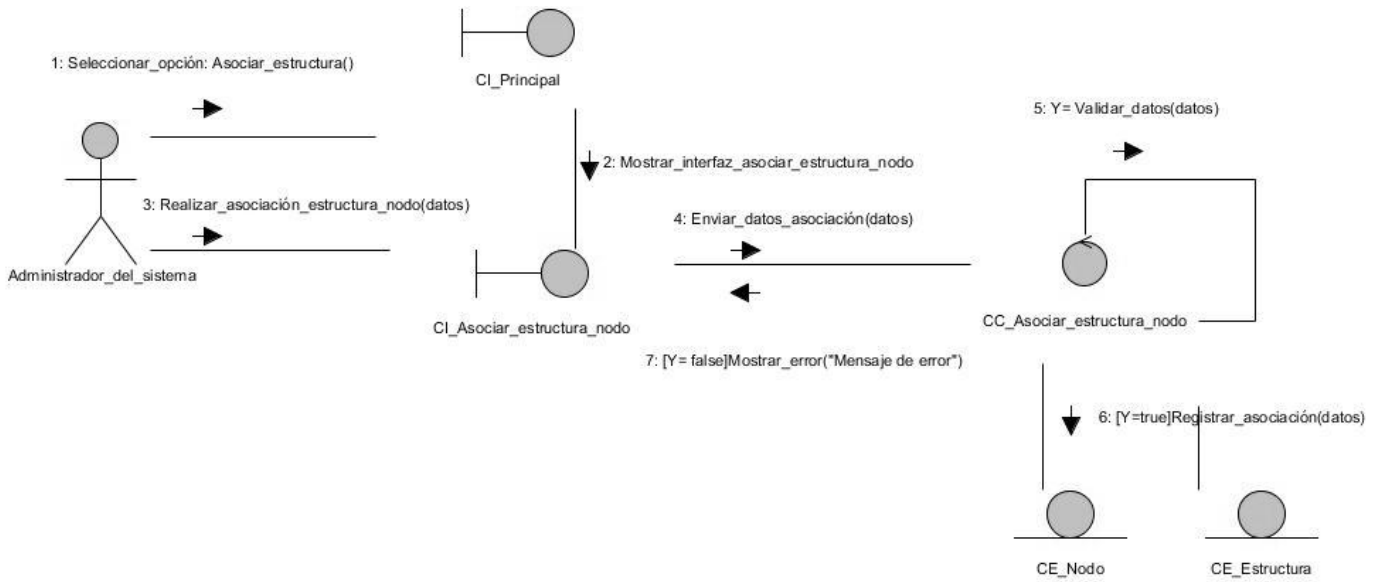 CI_Principal
1: Seleccionar_opción: Asociar_estructura()
5: Y= Validar_datos(datos)
2: Mostrar_interfaz_asociar_estructura_nodo
3: Realizar_asociación_estructura_nodo(datos)
4: Enviar_datos_asociación(datos)
Administrador_del_sistema
CI_Asociar_estructura_nodo
CC_Asociar_estructura_nodo
7: [Y= false]Mostrar_error("Mensaje de error")
6: [Y=true]Registrar_asociación(datos)
CE_Nodo
CE_Estructura